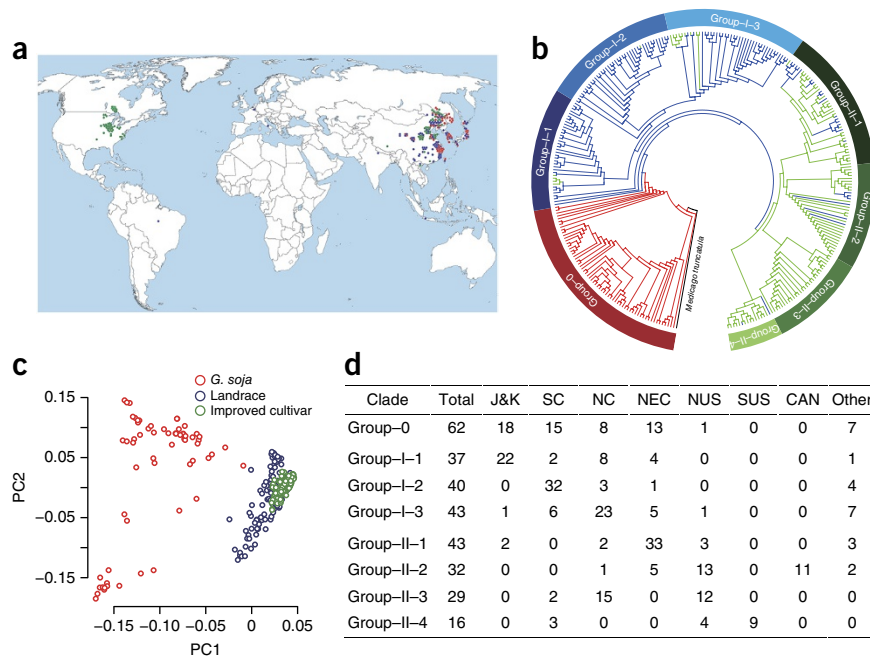 a
b
Group–I–1
Group–I–2
Group–I–3
Group–II–1
Group–II–2
Group–II–3
Group–II–4
Group–0
Medicago truncatula
c
G. soja
Landrace
Improved cultivar
0.15
0.05
−0.05
−0.15
PC2
−0.15 −0.10 −0.05 0 0.05
PC1
d
Clade Total J&K SC NC NEC NUS SUS CAN Other
Group–0 62 18 15 8 13 1 0 0 7
Group–I–1 37 22 2 8 4 0 0 0 1
Group–I–2 40 0 32 3 1 0 0 0 4
Group–I–3 43 1 6 23 5 1 0 0 7
Group–II–1 43 2 0 2 33 3 0 0 3
Group–II–2 32 0 0 1 5 13 0 11 2
Group–II–3 29 0 2 15 0 12 0 0 0
Group–II–4 16 0 3 0 0 4 9 0 0